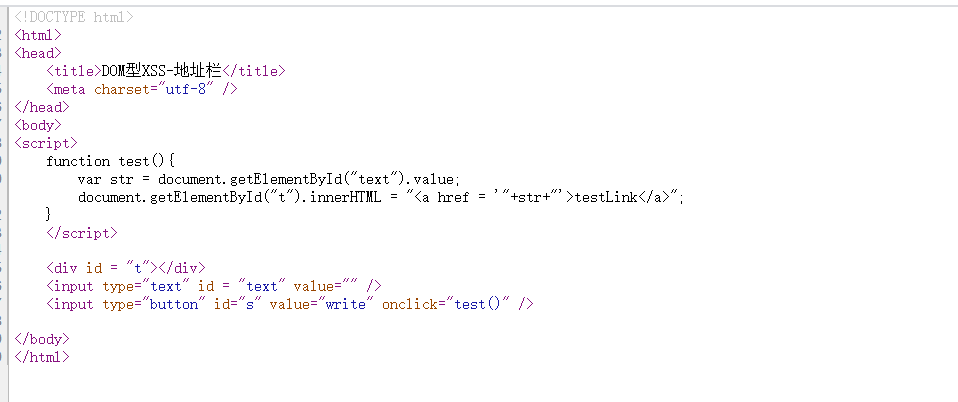 <!DOCTYPE html>
<html>
<head>
    <title>DOM型XSS-地址栏</title>
    <meta charset="utf-8" />
</head>
<body>
<script>
    function test(){
        var str = document.getElementById("text").value;
        document.getElementById("t").innerHTML = "<a href = '"+str+"'>testLink</a>";
    }
    </script>

    <div id = "t"></div>
    <input type="text" id = "text" value="" />
    <input type="button" id="s" value="write" onclick="test()" />

</body>
</html>